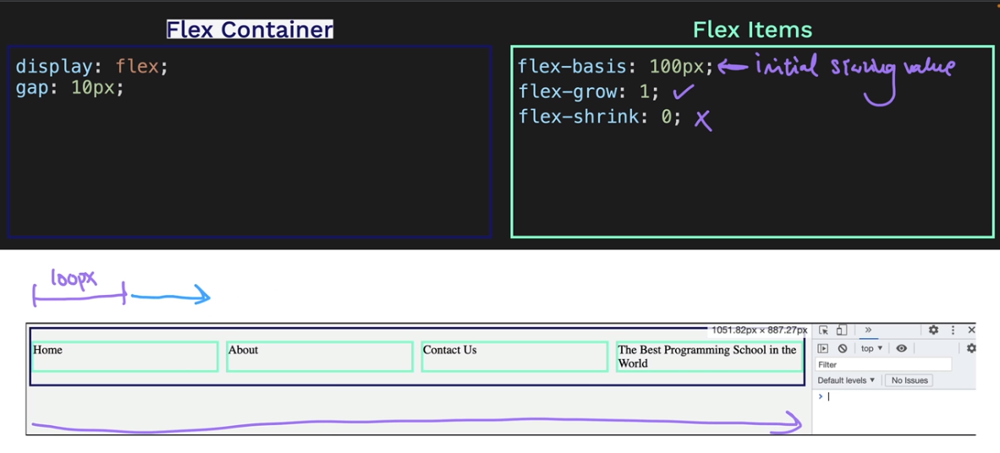 Flex Container
Flex Items
display: flex;
gap: 10px;
flex-basis: 100px; ← initial starting value
flex-grow: 1; ✓
flex-shrink: 0; X
100px
1051.82px × 887.27px
Home
About
Contact Us
The Best Programming School in the
World
»
top ▼
Filter
Default levels ▼
No Issues
>